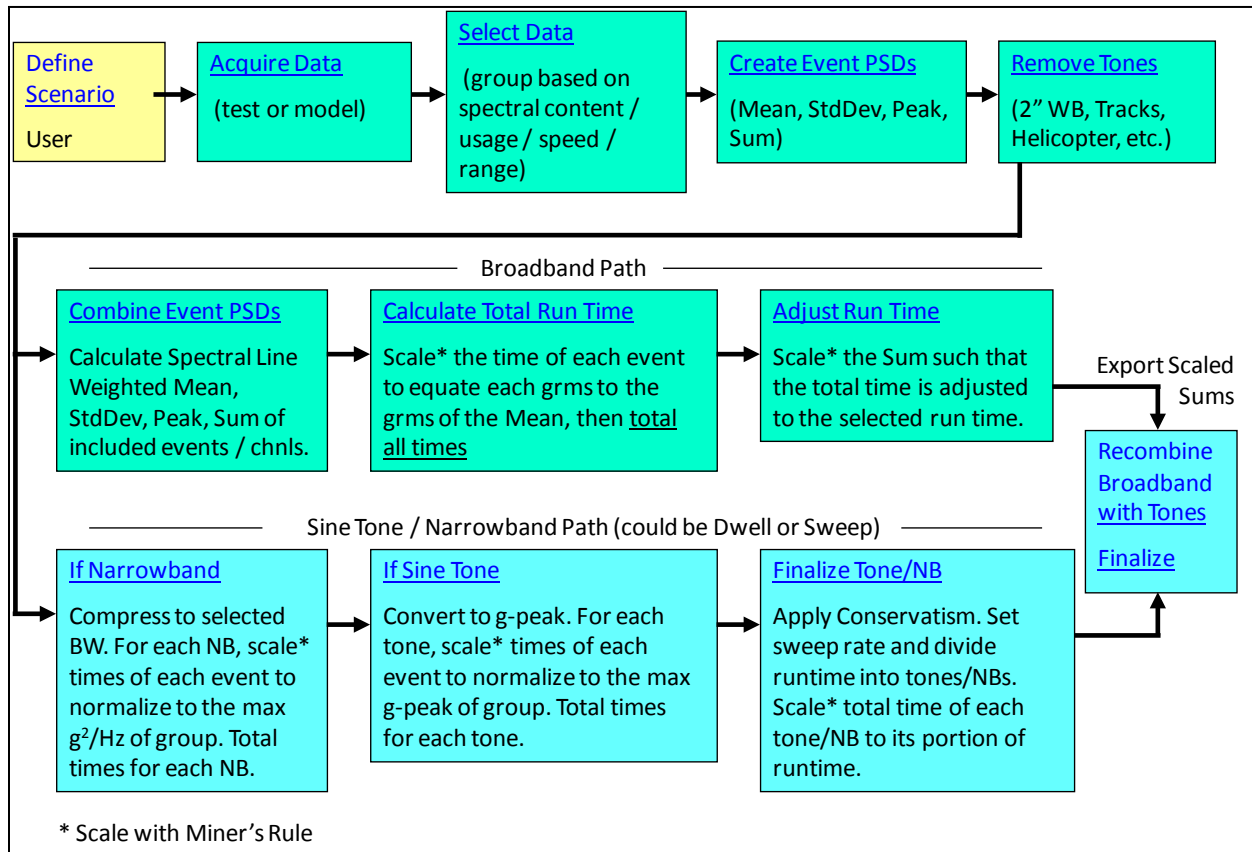 Define
Scenario
User
Acquire Data
(test or model)
Select Data
(group based on
spectral content /
usage / speed /
range)
Create Event PSDs
(Mean, StdDev, Peak,
Sum)
Remove Tones
(2” WB, Tracks,
Helicopter, etc.)
Broadband Path
Combine Event PSDs
Calculate Spectral Line
Weighted Mean,
StdDev, Peak, Sum of
included events / chnls.
Calculate Total Run Time
Scale* the time of each event
to equate each grms to the
grms of the Mean, then total
all times
Adjust Run Time
Scale* the Sum such that
the total time is adjusted
to the selected run time.
Export Scaled
Sums
Recombine
Broadband
with Tones
Finalize
Sine Tone / Narrowband Path (could be Dwell or Sweep)
If Narrowband
Compress to selected
BW. For each NB, scale*
times of each event to
normalize to the max
g²/Hz of group. Total
times for each NB.
If Sine Tone
Convert to g-peak. For each
tone, scale* times of each
event to normalize to the max
g-peak of group. Total times
for each tone.
Finalize Tone/NB
Apply Conservatism. Set
sweep rate and divide
runtime into tones/NBs.
Scale* total time of each
tone/NB to its portion of
runtime.
* Scale with Miner’s Rule